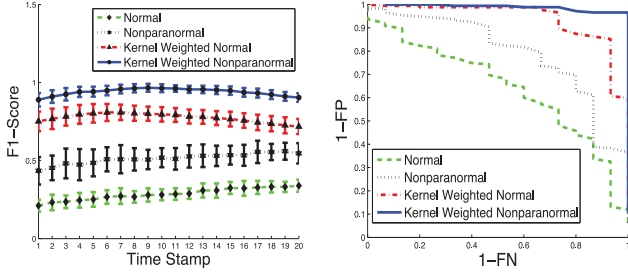 1.5
1
0.5
0
F1−Score
Normal
Nonparanormal
Kernel Weighted Normal
Kernel Weighted Nonparanormal
1 2 3 4 5 6 7 8 9 10 11 12 13 14 15 16 17 18 19 20
Time Stamp
1
0.9
0.8
0.7
0.6
0.5
0.4
0.3
0.2
0.1
0
1−FP
Normal
Nonparanormal
Kernel Weighted Normal
Kernel Weighted Nonparanormal
0 0.2 0.4 0.6 0.8 1
1−FN